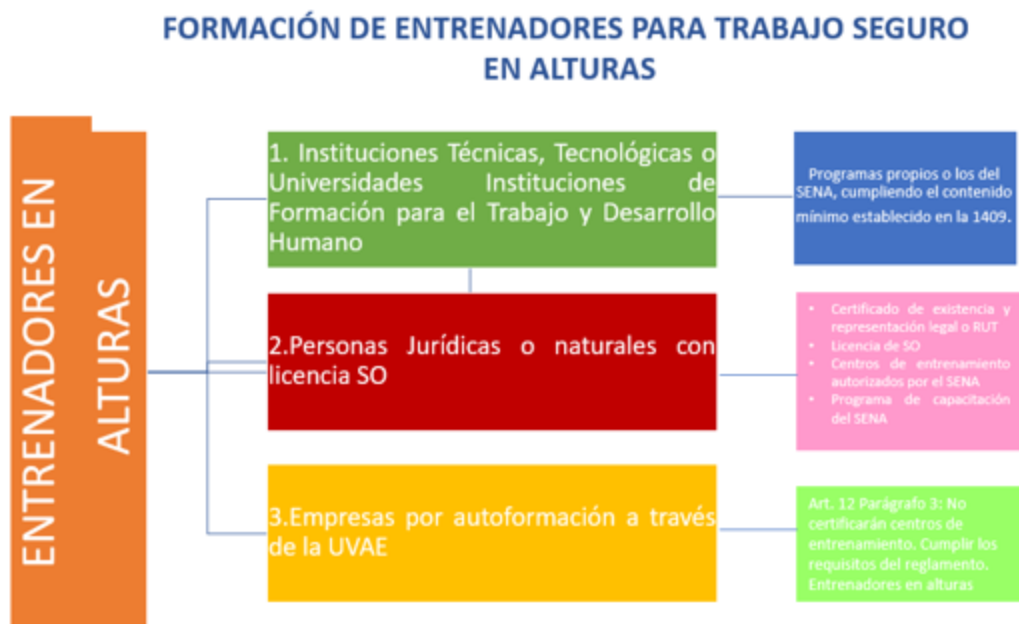 FORMACIÓN DE ENTRENADORES PARA TRABAJO SEGURO
EN ALTURAS
ENTRENADORES EN
ALTURAS
1. Instituciones Técnicas, Tecnológicas o
Universidades Instituciones de
Formación para el Trabajo y Desarrollo
Humano
Programas propios o los del
SENA, cumpliendo el contenido
mínimo establecido en la 1409.
2.Personas Jurídicas o naturales con
licencia SO
• Certificado de existencia y
representación legal o RUT
• Licencia de SO
• Centros de entrenamiento
autorizados por el SENA
• Programa de capacitación
del SENA
3.Empresas por autoformación a través
de la UVAE
Art. 12 Parágrafo 3: No
certificarán centros de
entrenamiento. Cumplir los
requisitos del reglamento.
Entrenadores en alturas